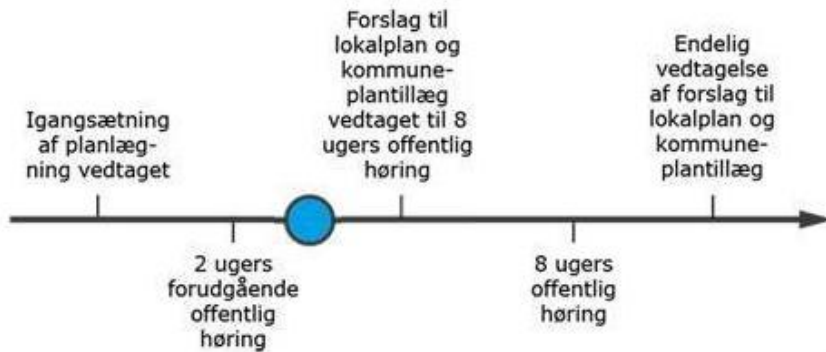 Igangsætning
af planlæg-
ning vedtaget
2 ugers
forudgående
offentlig
høring
Forslag til
lokalplan og
kommune-
plantillæg
vedtaget til 8
ugers offentlig
høring
8 ugers
offentlig
høring
Endelig
vedtagelse
af forslag til
lokalplan og
kommune-
plantillæg